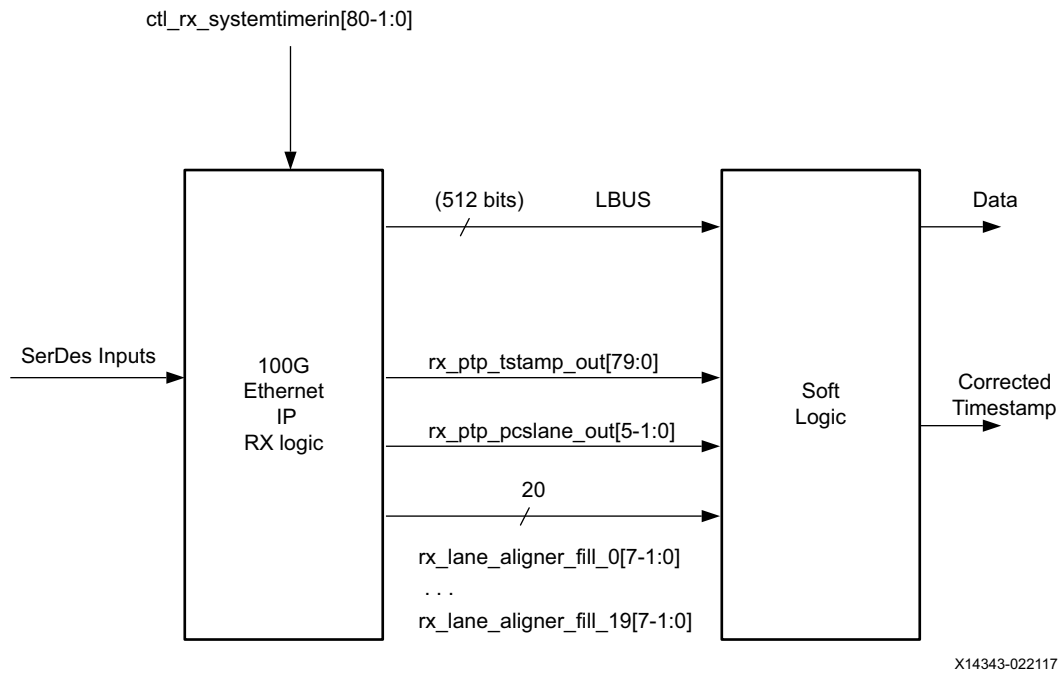 ctl_rx_systemtimerin[80-1:0]
(512 bits) LBUS
Data
SerDes Inputs
100G
Ethernet
IP
RX logic
rx_ptp_tstamp_out[79:0]
rx_ptp_pcslane_out[5-1:0]
20
rx_lane_aligner_fill_0[7-1:0]
. . .
rx_lane_aligner_fill_19[7-1:0]
Soft
Logic
Corrected
Timestamp
X14343-022117